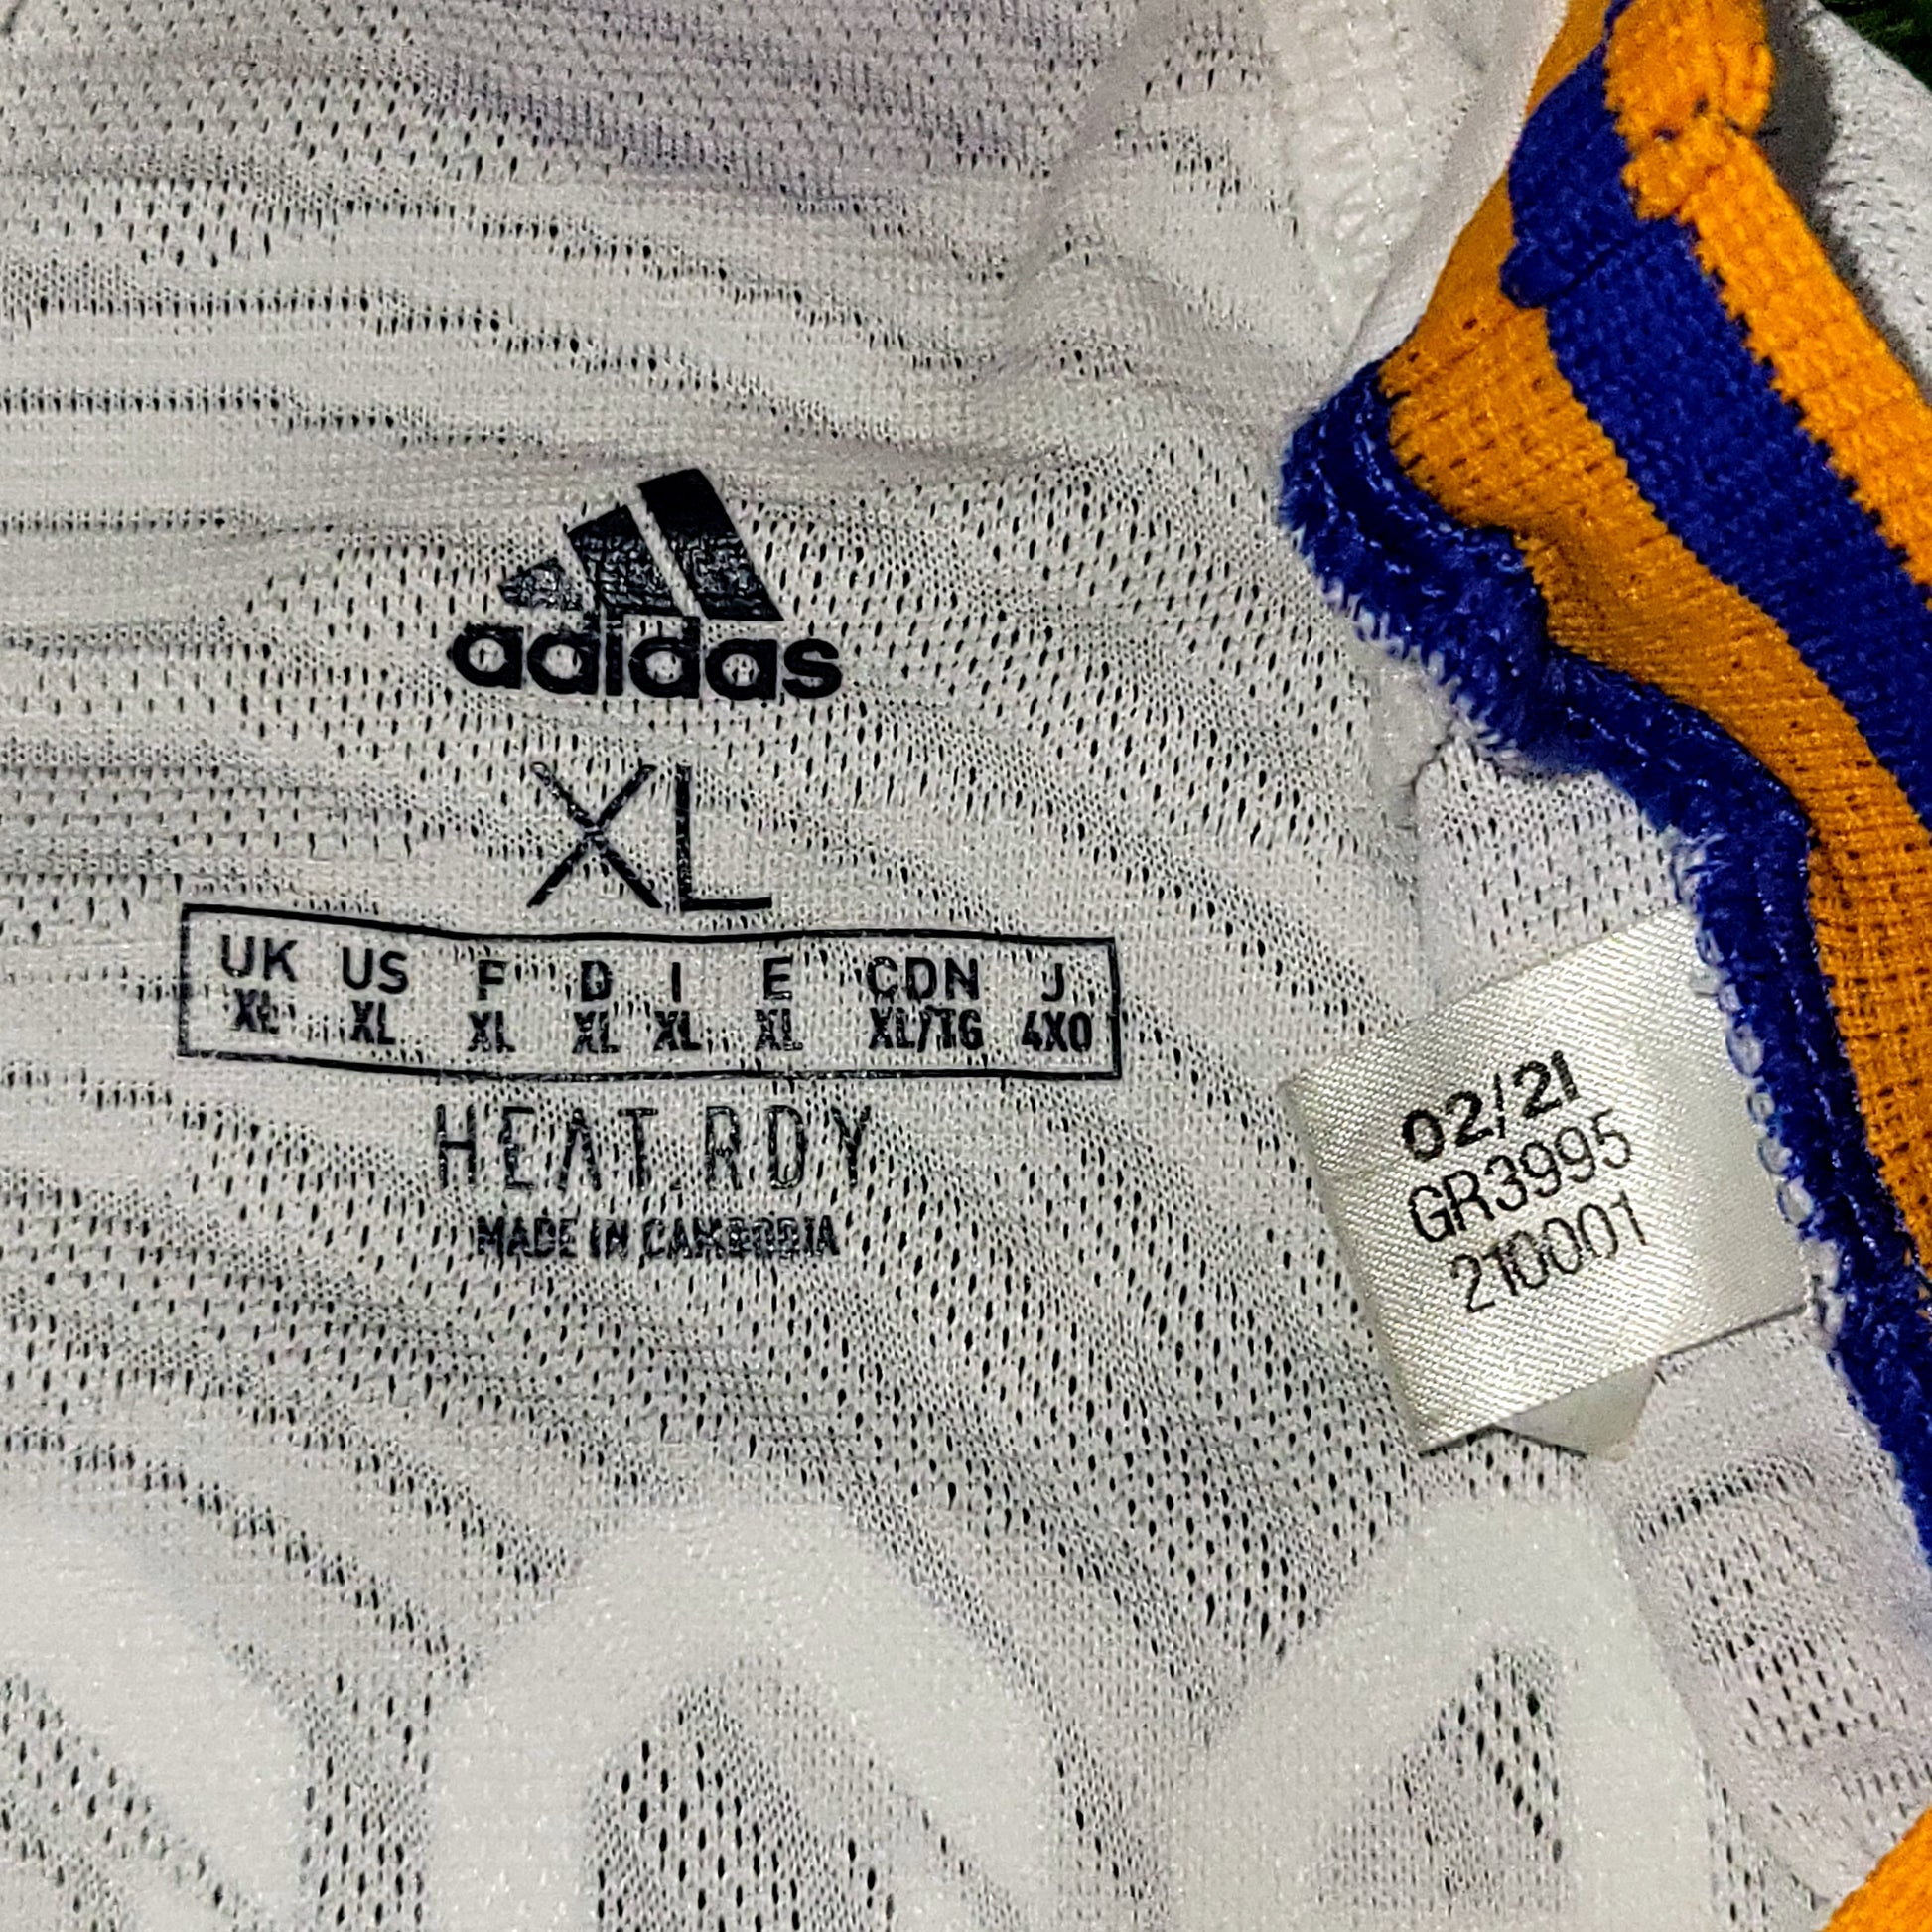 adidas
XL
UK US F D I E CDN J
XL XL XL XL XL XL XL/TG 4XO
HEAT.RDY
MADE IN CAMBODIA
02/21
GR3995
210001